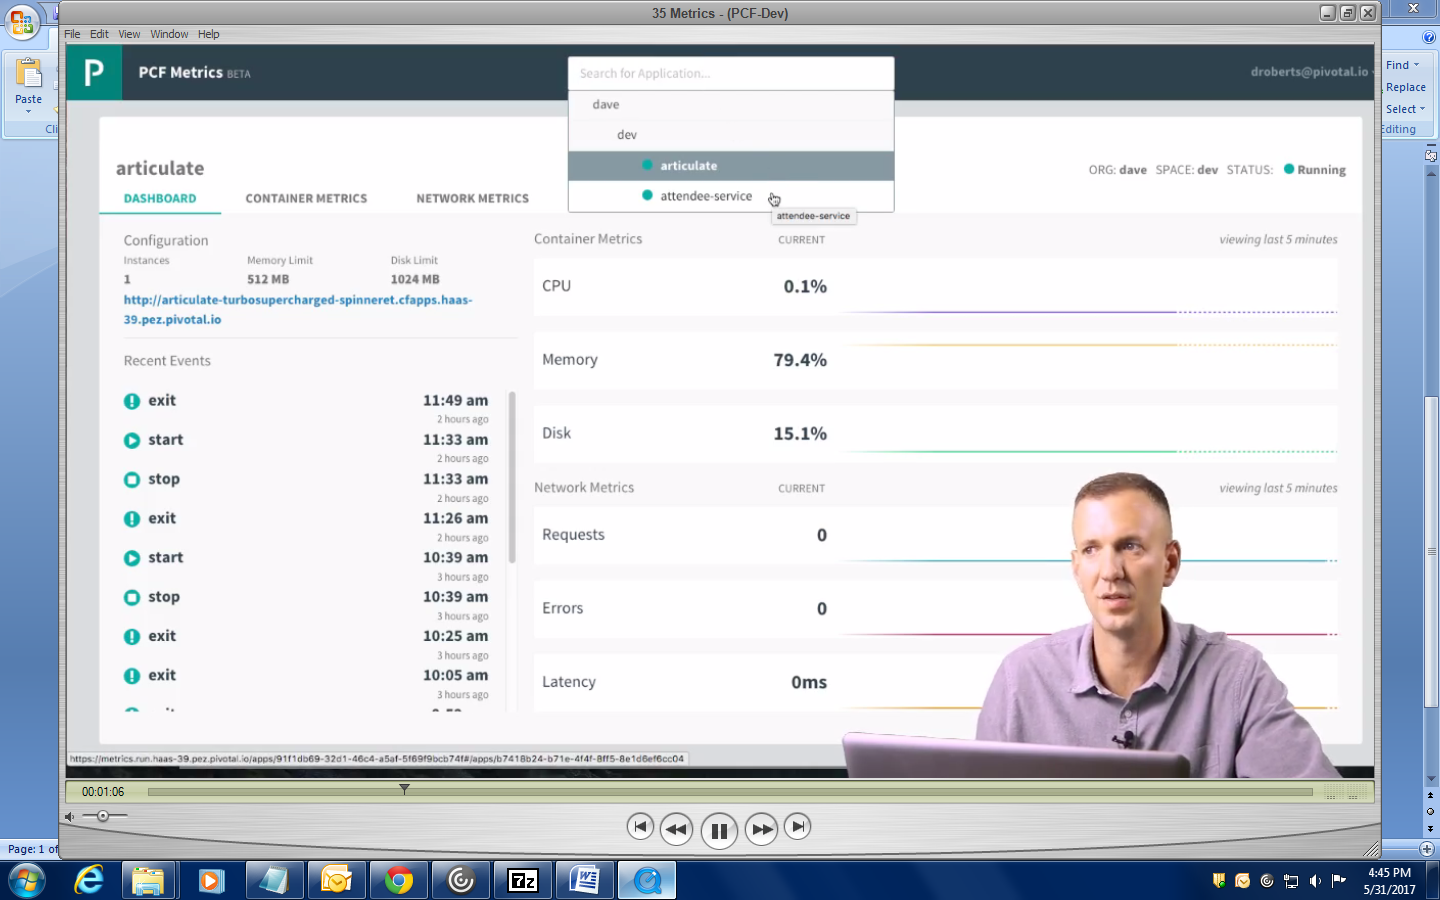 35 Metrics - (PCF-Dev)
File Edit View Window Help
Find
Paste
Replace
Select
Editing
P PCF Metrics BETA
Search for Application...
droberts@pivotal.io
dave
dev
articulate
attendee-service
attendee-service
articulate
ORG: dave SPACE: dev STATUS: Running
DASHBOARD CONTAINER METRICS NETWORK METRICS
Configuration
Instances Memory Limit Disk Limit
1 512 MB 1024 MB
http://articulate-turbosupercharged-spinneret.cfapps.haas-
39.pez.pivotal.io
Recent Events
exit 11:49 am
2 hours ago
start 11:33 am
2 hours ago
stop 11:33 am
2 hours ago
exit 11:26 am
2 hours ago
start 10:39 am
3 hours ago
stop 10:39 am
3 hours ago
exit 10:25 am
3 hours ago
exit 10:05 am
3 hours ago
Container Metrics CURRENT viewing last 5 minutes
CPU 0.1%
Memory 79.4%
Disk 15.1%
Network Metrics CURRENT viewing last 5 minutes
Requests 0
Errors 0
Latency 0ms
https://metrics.run.haas-39.pez.pivotal.io/apps/91f1db69-32d1-46c4-a5af-5f69f9bcb74f#/apps/b7418b24-b71e-4f4f-8ff5-8e1d6ef6cc04
00:01:06
Page: 1 of
7z
W
4:45 PM
5/31/2017